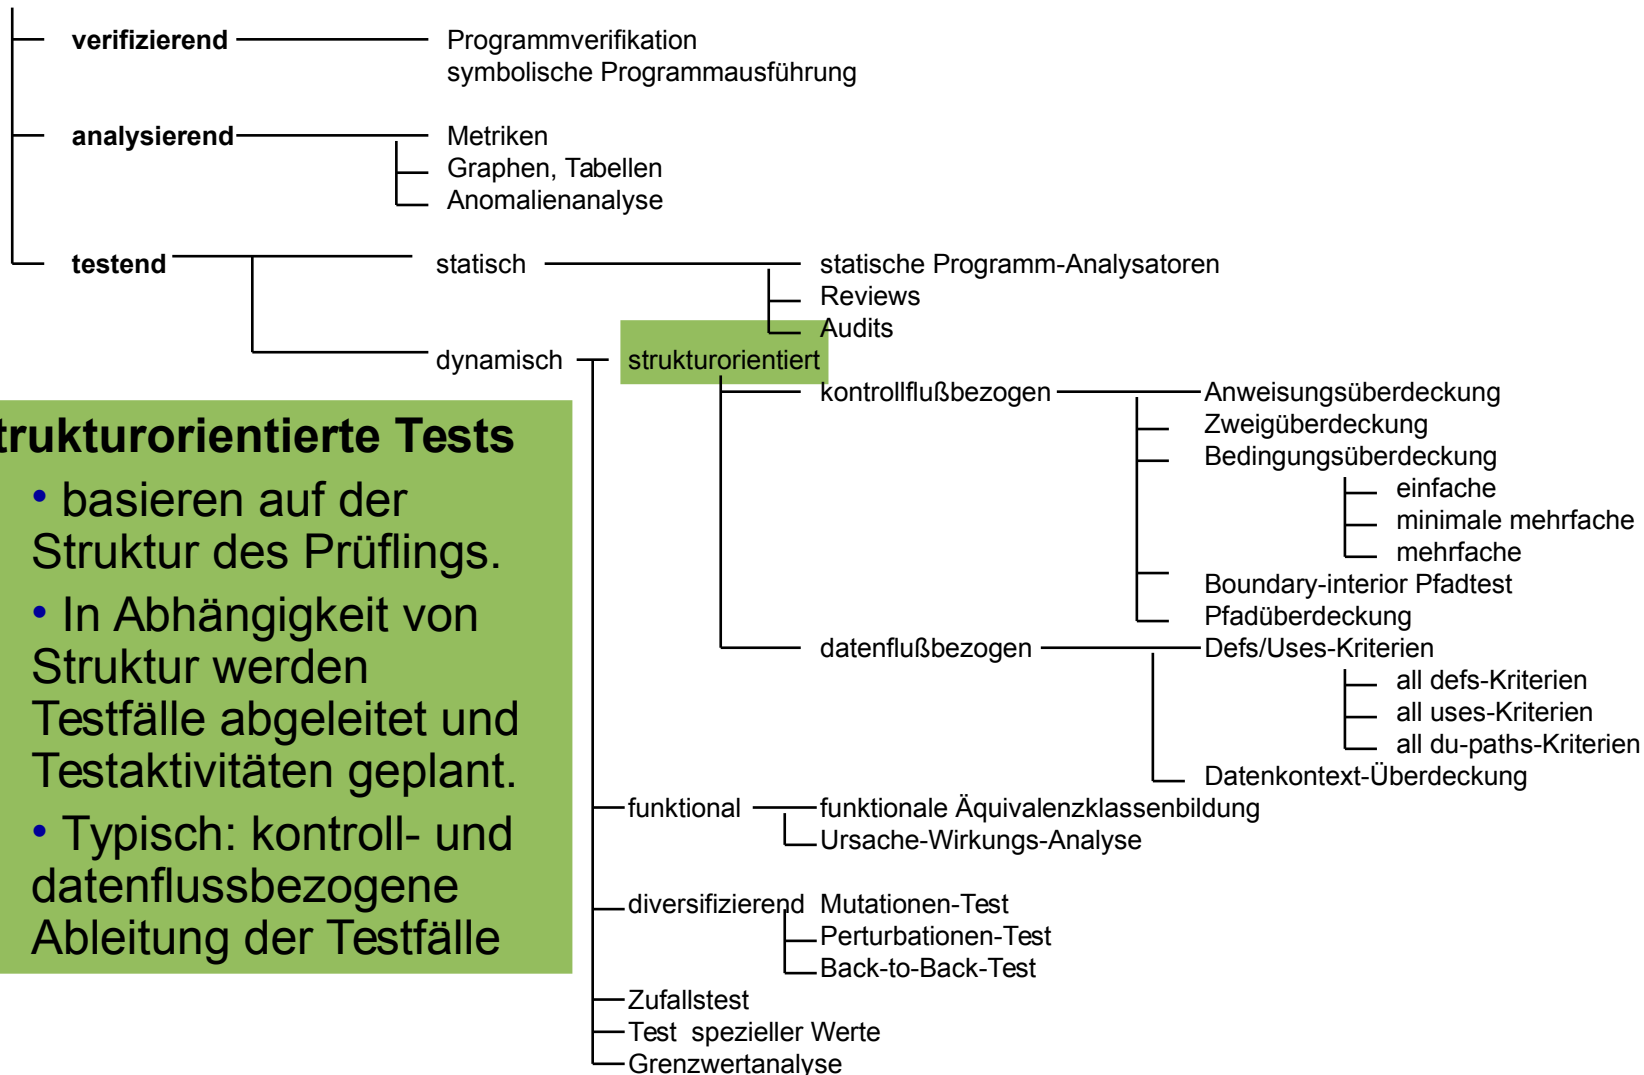 verifizierend
Programmverifikation
symbolische Programmausführung
analysierend
Metriken
Graphen, Tabellen
Anomalienanalyse
testend
statisch
statische Programm-Analysatoren
Reviews
Audits
dynamisch
strukturorientiert
kontrollflußbezogen
Anweisungsüberdeckung
Zweigüberdeckung
Bedingungsüberdeckung
einfache
minimale mehrfache
mehrfache
Boundary-interior Pfadtest
Pfadüberdeckung
datenflußbezogen
Defs/Uses-Kriterien
all defs-Kriterien
all uses-Kriterien
all du-paths-Kriterien
Datenkontext-Überdeckung
funktional
funktionale Äquivalenzklassenbildung
Ursache-Wirkungs-Analyse
diversifizierend
Mutationen-Test
Perturbationen-Test
Back-to-Back-Test
Zufallstest
Test spezieller Werte
Grenzwertanalyse
trukturorientierte Tests
• basieren auf der
Struktur des Prüflings.
• In Abhängigkeit von
Struktur werden
Testfälle abgeleitet und
Testaktivitäten geplant.
• Typisch: kontroll- und
datenflussbezogene
Ableitung der Testfälle